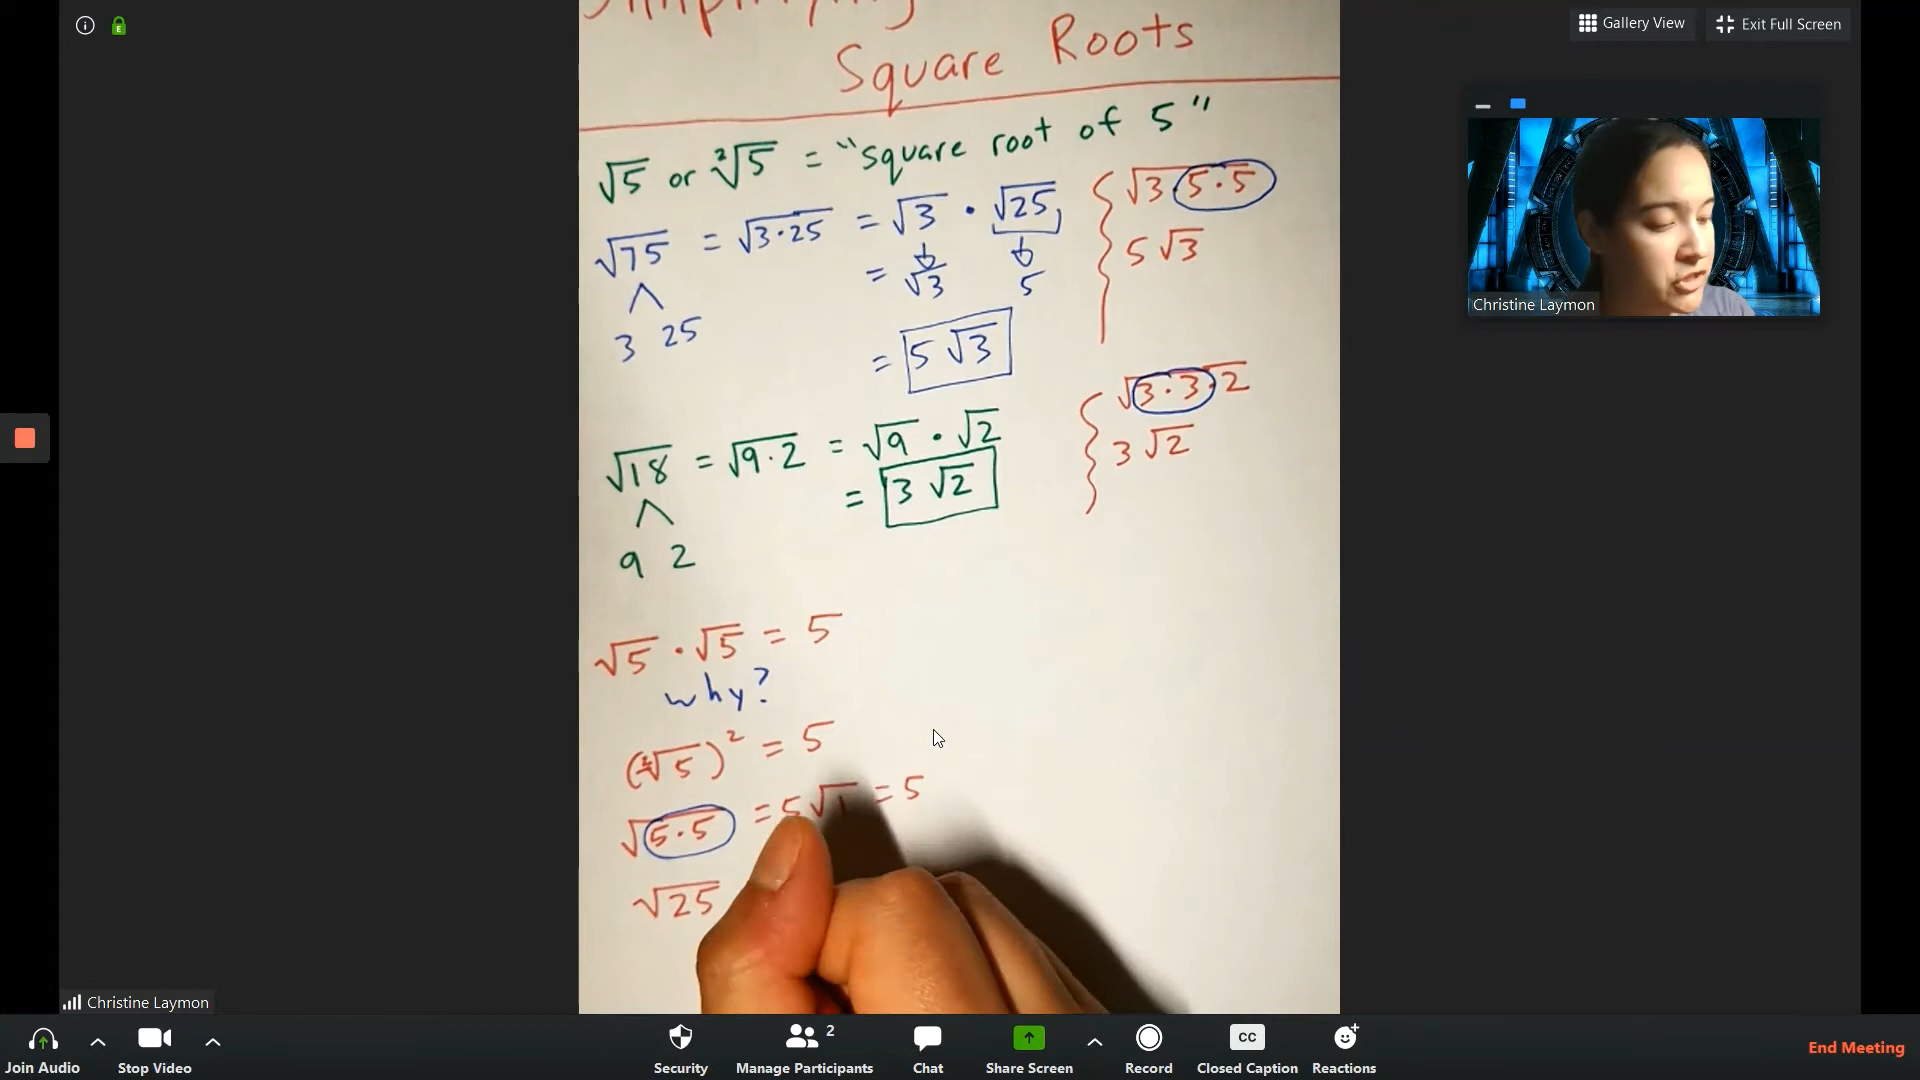 Gallery View
Exit Full Screen
Simplifying
Square Roots
√5 or ²√5 = "square root of 5"
√75 = √3·25 = √3 · √25
3 25
= √3 5
= 5√3
√3·5·5
5√3
√18 = √9·2 = √9 · √2
9 2
= 3√2
√3·3·2
3√2
√5 · √5 = 5
why?
(²√5)² = 5
√5·5 = 5√1 = 5
√25
Christine Laymon
Christine Laymon
Join Audio
Stop Video
Security
Manage Participants
2
Chat
Share Screen
Record
CC
Closed Caption
Reactions
End Meeting